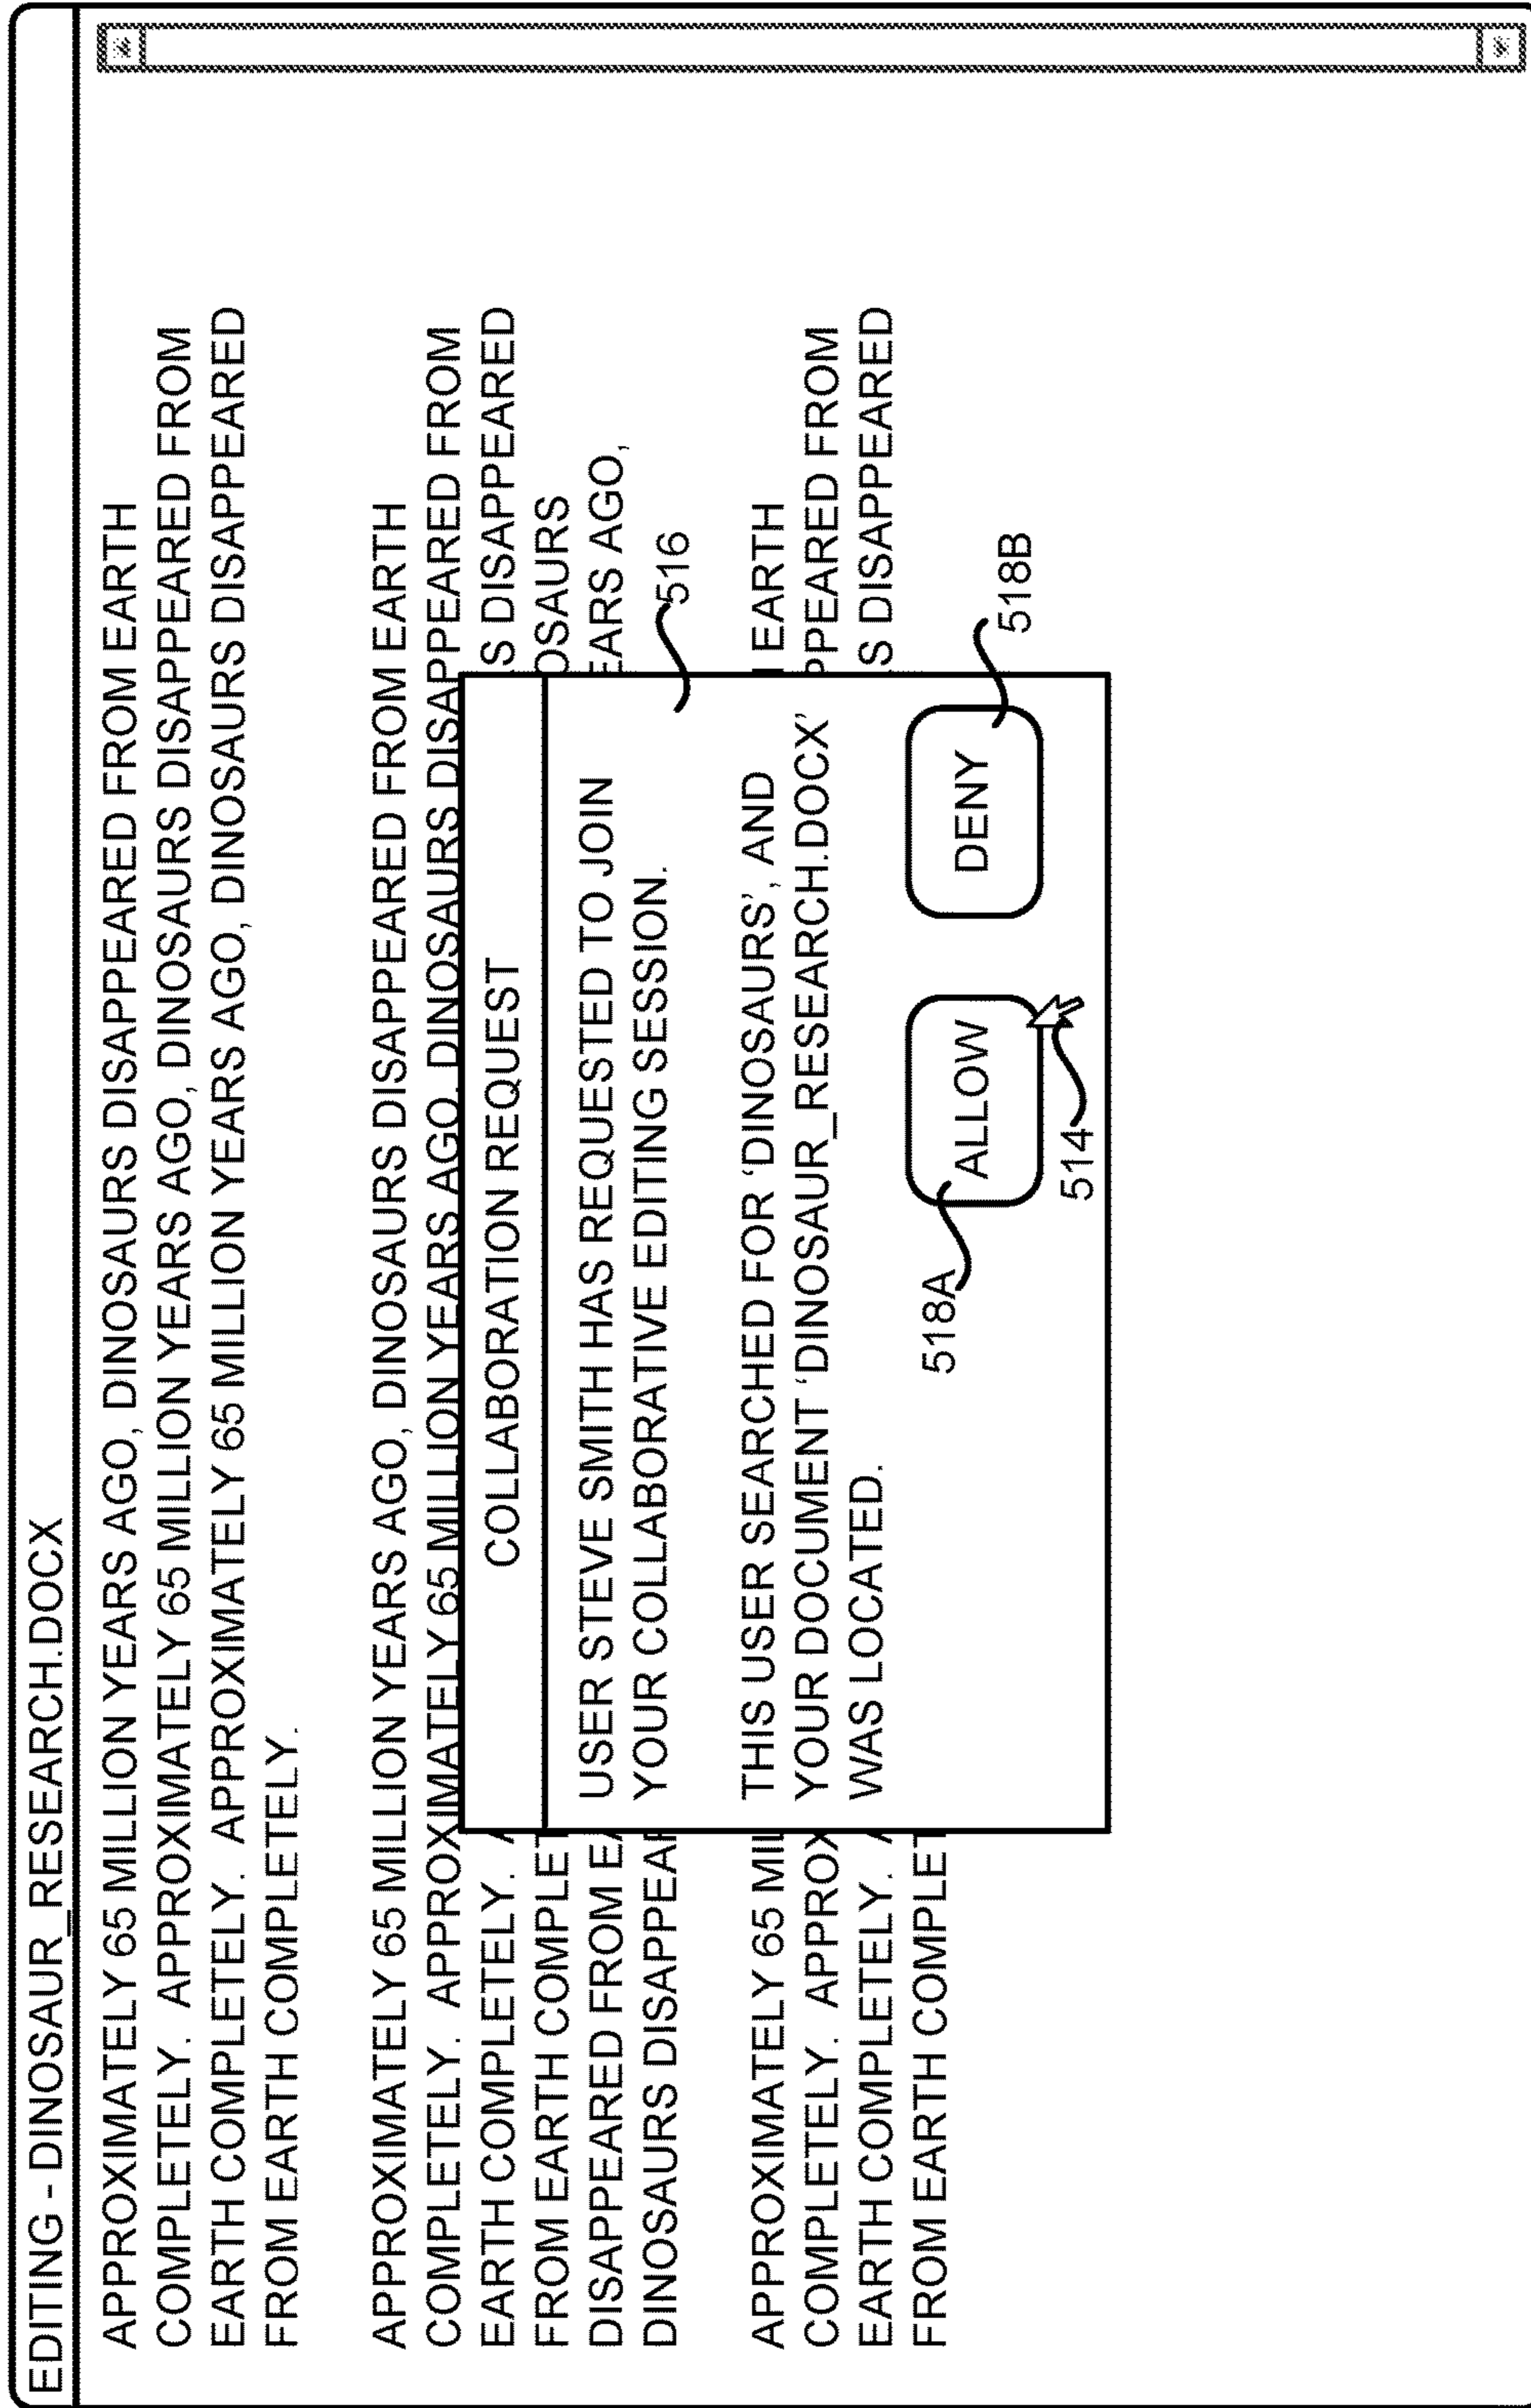 EDITING - DINOSAUR_RESEARCH.DOCX
APPROXIMATELY 65 MILLION YEARS AGO, DINOSAURS DISAPPEARED FROM EARTH
COMPLETELY. APPROXIMATELY 65 MILLION YEARS AGO, DINOSAURS DISAPPEARED FROM
EARTH COMPLETELY. APPROXIMATELY 65 MILLION YEARS AGO, DINOSAURS DISAPPEARED
FROM EARTH COMPLETELY.
APPROXIMATELY 65 MILLION YEARS AGO, DINOSAURS DISAPPEARED FROM EARTH
COMPLETELY. APPROXIMATELY 65 MILLION YEARS AGO, DINOSAURS DISAPPEARED FROM
EARTH COMPLETELY. S DISAPPEARED
FROM EARTH COMPLET OSAURS
DISAPPEARED FROM EA EARS AGO,
DINOSAURS DISAPPEAR
APPROXIMATELY 65 MIL EARTH
COMPLETELY. APPROX PPEARED FROM
EARTH COMPLETELY. S DISAPPEARED
FROM EARTH COMPLET
COLLABORATION REQUEST
USER STEVE SMITH HAS REQUESTED TO JOIN
YOUR COLLABORATIVE EDITING SESSION.
516
THIS USER SEARCHED FOR ‘DINOSAURS’, AND
YOUR DOCUMENT ‘DINOSAUR_RESEARCH.DOCX’
WAS LOCATED.
518A
ALLOW
DENY
518B
514